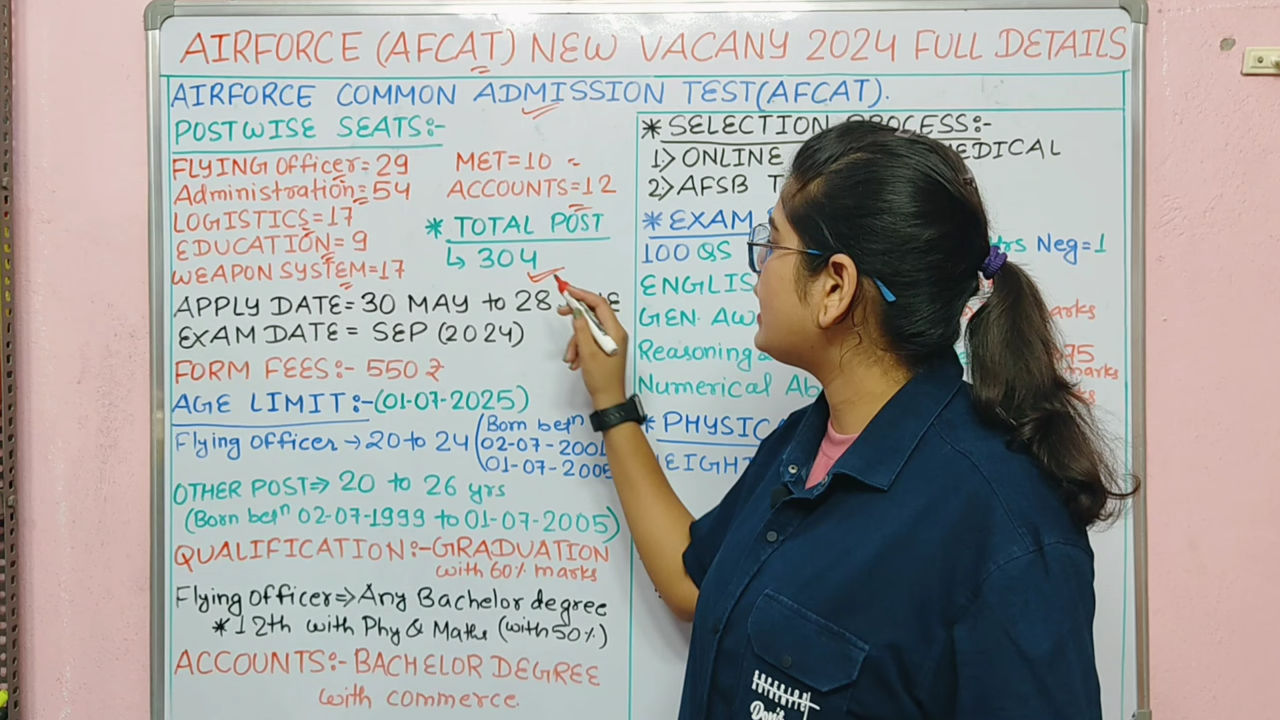 AIRFORCE (AFCAT) NEW VACANY 2024 FULL DETAILS
AIRFORCE COMMON ADMISSION TEST(AFCAT).
POSTWISE SEATS:-
FLYING Officer = 29
Administration = 54
LOGISTICS = 17
EDUCATION = 9
WEAPON SYSTEM=17
MET=10
ACCOUNTS=12
* TOTAL POST
↳ 304
APPLY DATE = 30 MAY to 28
EXAM DATE = SEP (2024)
FORM FEES:- 550 ₹
AGE LIMIT:-(01-07-2025)
Flying officer → 20 to 24 (Born betⁿ
02-07-2001
01-07-2005
OTHER POST ⇒ 20 to 26 yrs
(Born betⁿ 02-07-1999 to 01-07-2005)
QUALIFICATION:-GRADUATION
with 60% marks
Flying officer ⇒ Any Bachelor degree
* 12th with Phy & Maths (with 50%)
ACCOUNTS:- BACHELOR DEGREE
with commerce.
* SELECTION PROCESS:-
1.> ONLINE MEDICAL
2.> AFSB
* EXAM
100 QS hrs Neg=1
ENGLIS
GEN. AW marks
Reasoning & 75
marks
Numerical Ab
* PHYSIC
HEIGHT